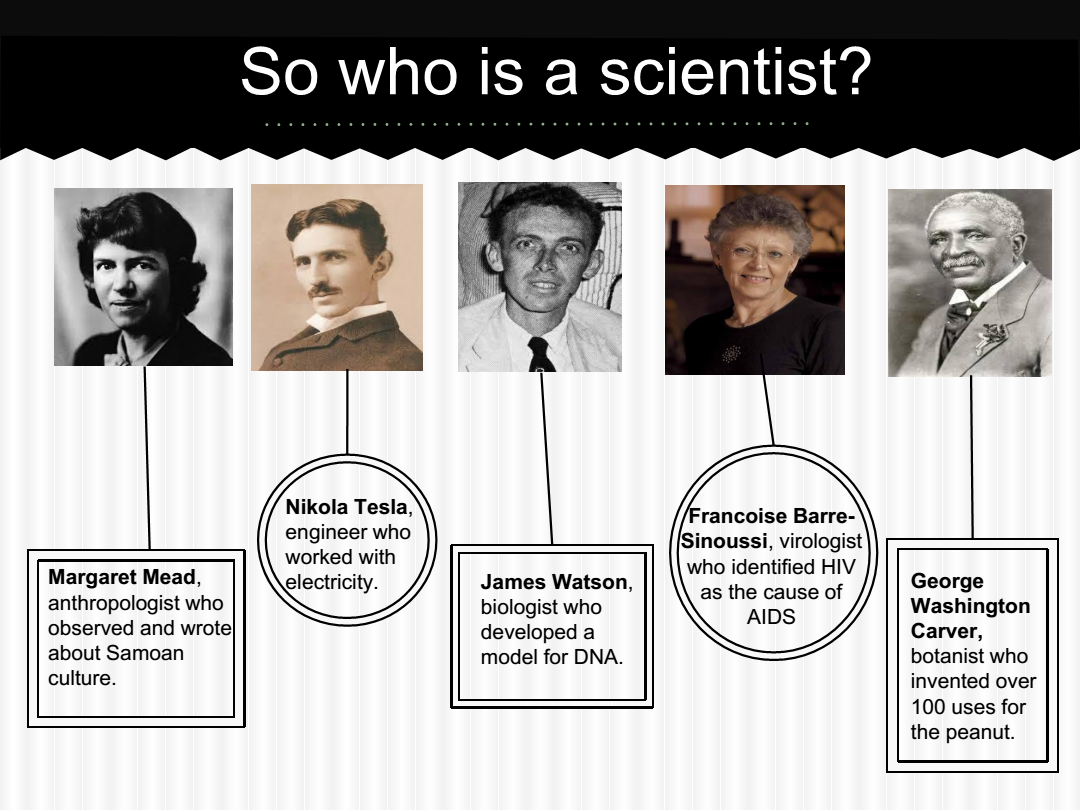 So who is a scientist?
Margaret Mead,
anthropologist who
observed and wrote
about Samoan
culture.
Nikola Tesla,
engineer who
worked with
electricity.
James Watson,
biologist who
developed a
model for DNA.
Francoise Barre-
Sinoussi, virologist
who identified HIV
as the cause of
AIDS
George
Washington
Carver,
botanist who
invented over
100 uses for
the peanut.